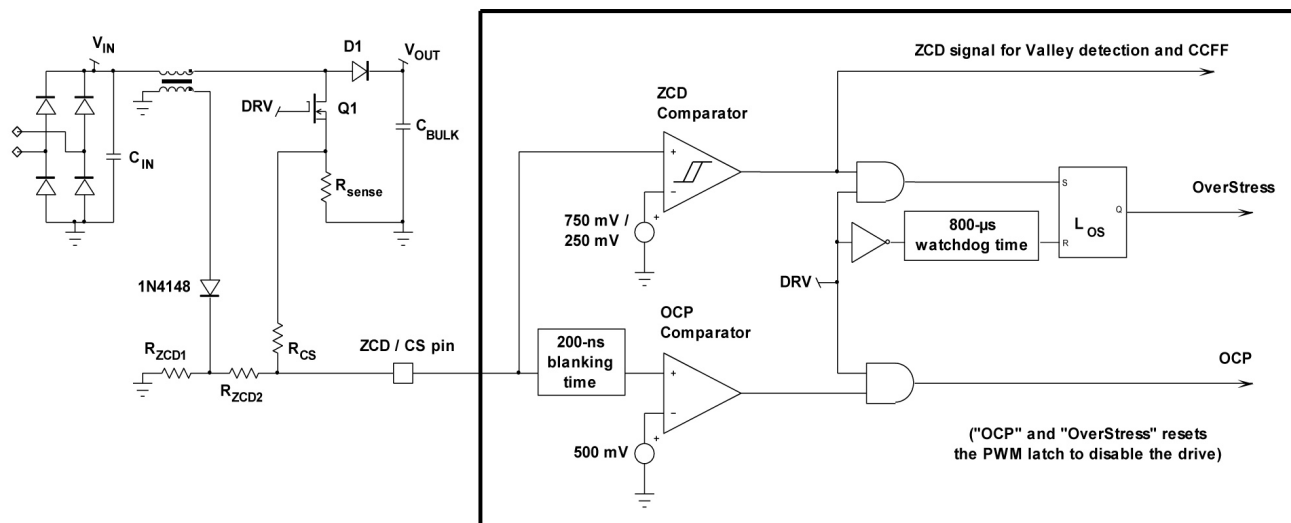 V_IN
D1
V_OUT
DRV
Q1
C_IN
C_BULK
R_sense
1N4148
R_ZCD1
R_ZCD2
R_CS
ZCD / CS pin
ZCD signal for Valley detection and CCFF
ZCD
Comparator
+
−
+
750 mV /
250 mV
S
Q
R
L_OS
OverStress
800-µs
watchdog time
DRV
OCP
Comparator
200-ns
blanking
time
+
−
+
500 mV
OCP
("OCP" and "OverStress" resets
the PWM latch to disable the drive)